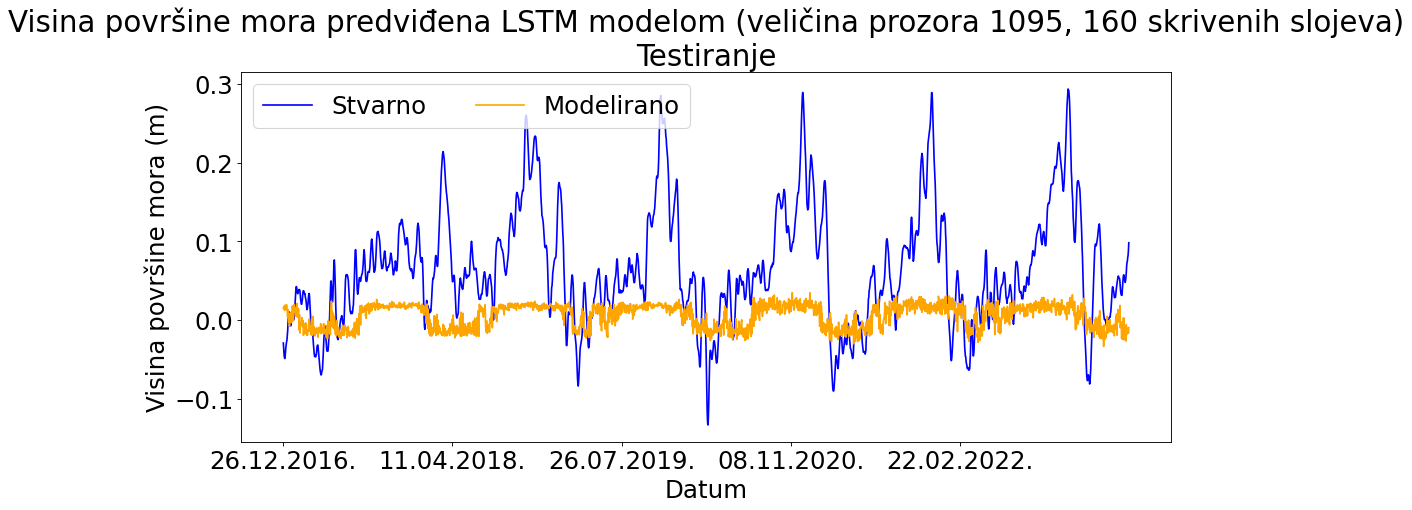 Visina površine mora predviđena LSTM modelom (veličina prozora 1095, 160 skrivenih slojeva)
Testiranje
Stvarno Modelirano
Visina površine mora (m)
0.3
0.2
0.1
0.0
−0.1
26.12.2016. 11.04.2018. 26.07.2019. 08.11.2020. 22.02.2022.
Datum